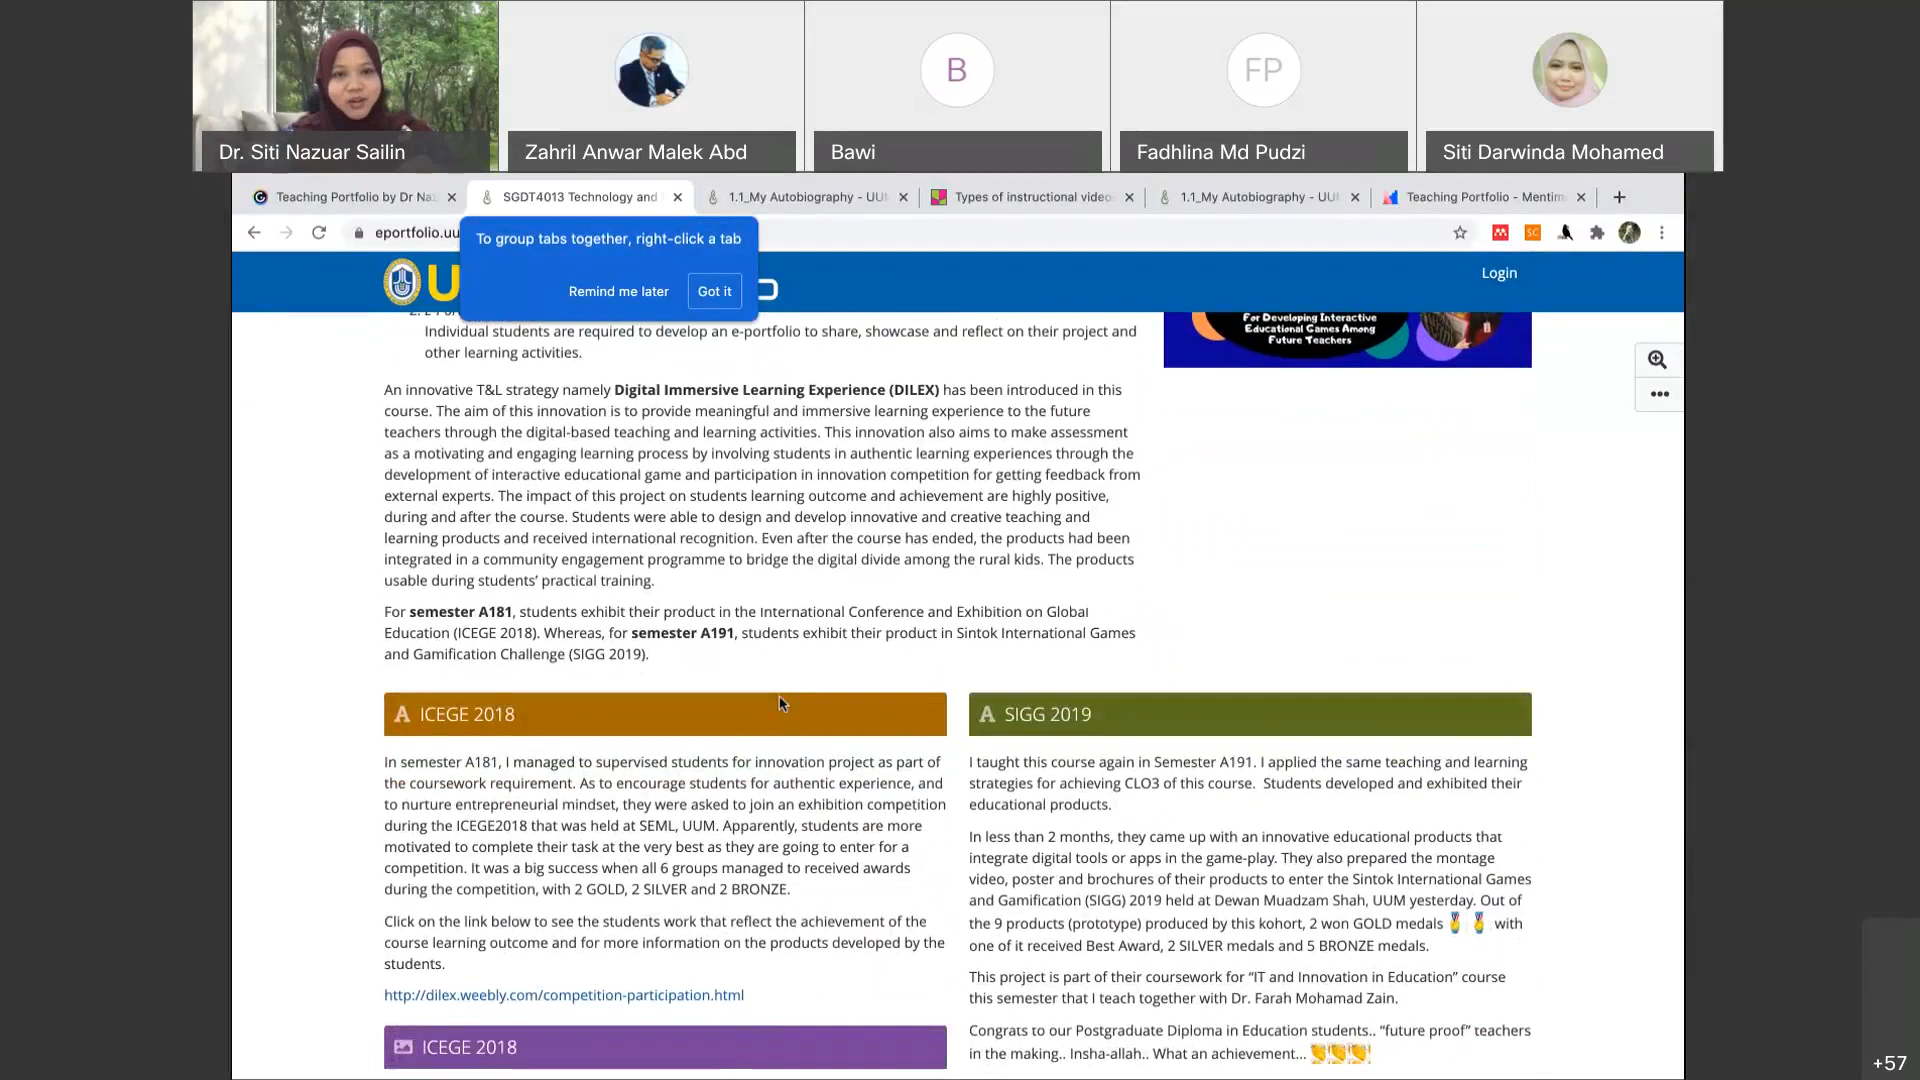 B
FP
Dr. Siti Nazuar Sailin
Zahril Anwar Malek Abd
Bawi
Fadhlina Md Pudzi
Siti Darwinda Mohamed
Teaching Portfolio by Dr Naz
SGDT4013 Technology and
1.1_My Autobiography - UUM
Types of instructional videos
1.1_My Autobiography - UUM
Teaching Portfolio - Mentim
eportfolio.uu
SC
To group tabs together, right-click a tab
Remind me later
Got it
U
Login
Individual students are required to develop an e-portfolio to share, showcase and reflect on their project and
other learning activities.
For Developing Interactive
Educational Games Among
Future Teachers
An innovative T&L strategy namely Digital Immersive Learning Experience (DILEX) has been introduced in this
course. The aim of this innovation is to provide meaningful and immersive learning experience to the future
teachers through the digital-based teaching and learning activities. This innovation also aims to make assessment
as a motivating and engaging learning process by involving students in authentic learning experiences through the
development of interactive educational game and participation in innovation competition for getting feedback from
external experts. The impact of this project on students learning outcome and achievement are highly positive,
during and after the course. Students were able to design and develop innovative and creative teaching and
learning products and received international recognition. Even after the course has ended, the products had been
integrated in a community engagement programme to bridge the digital divide among the rural kids. The products
usable during students’ practical training.
For semester A181, students exhibit their product in the International Conference and Exhibition on Global
Education (ICEGE 2018). Whereas, for semester A191, students exhibit their product in Sintok International Games
and Gamification Challenge (SIGG 2019).
A ICEGE 2018
In semester A181, I managed to supervised students for innovation project as part of
the coursework requirement. As to encourage students for authentic experience, and
to nurture entrepreneurial mindset, they were asked to join an exhibition competition
during the ICEGE2018 that was held at SEML, UUM. Apparently, students are more
motivated to complete their task at the very best as they are going to enter for a
competition. It was a big success when all 6 groups managed to received awards
during the competition, with 2 GOLD, 2 SILVER and 2 BRONZE.
Click on the link below to see the students work that reflect the achievement of the
course learning outcome and for more information on the products developed by the
students.
http://dilex.weebly.com/competition-participation.html
ICEGE 2018
A SIGG 2019
I taught this course again in Semester A191. I applied the same teaching and learning
strategies for achieving CLO3 of this course. Students developed and exhibited their
educational products.
In less than 2 months, they came up with an innovative educational products that
integrate digital tools or apps in the game-play. They also prepared the montage
video, poster and brochures of their products to enter the Sintok International Games
and Gamification (SIGG) 2019 held at Dewan Muadzam Shah, UUM yesterday. Out of
the 9 products (prototype) produced by this kohort, 2 won GOLD medals 🏅 🏅 with
one of it received Best Award, 2 SILVER medals and 5 BRONZE medals.
This project is part of their coursework for “IT and Innovation in Education” course
this semester that I teach together with Dr. Farah Mohamad Zain.
Congrats to our Postgraduate Diploma in Education students.. “future proof” teachers
in the making.. Insha-allah.. What an achievement... 👏👏👏
+57